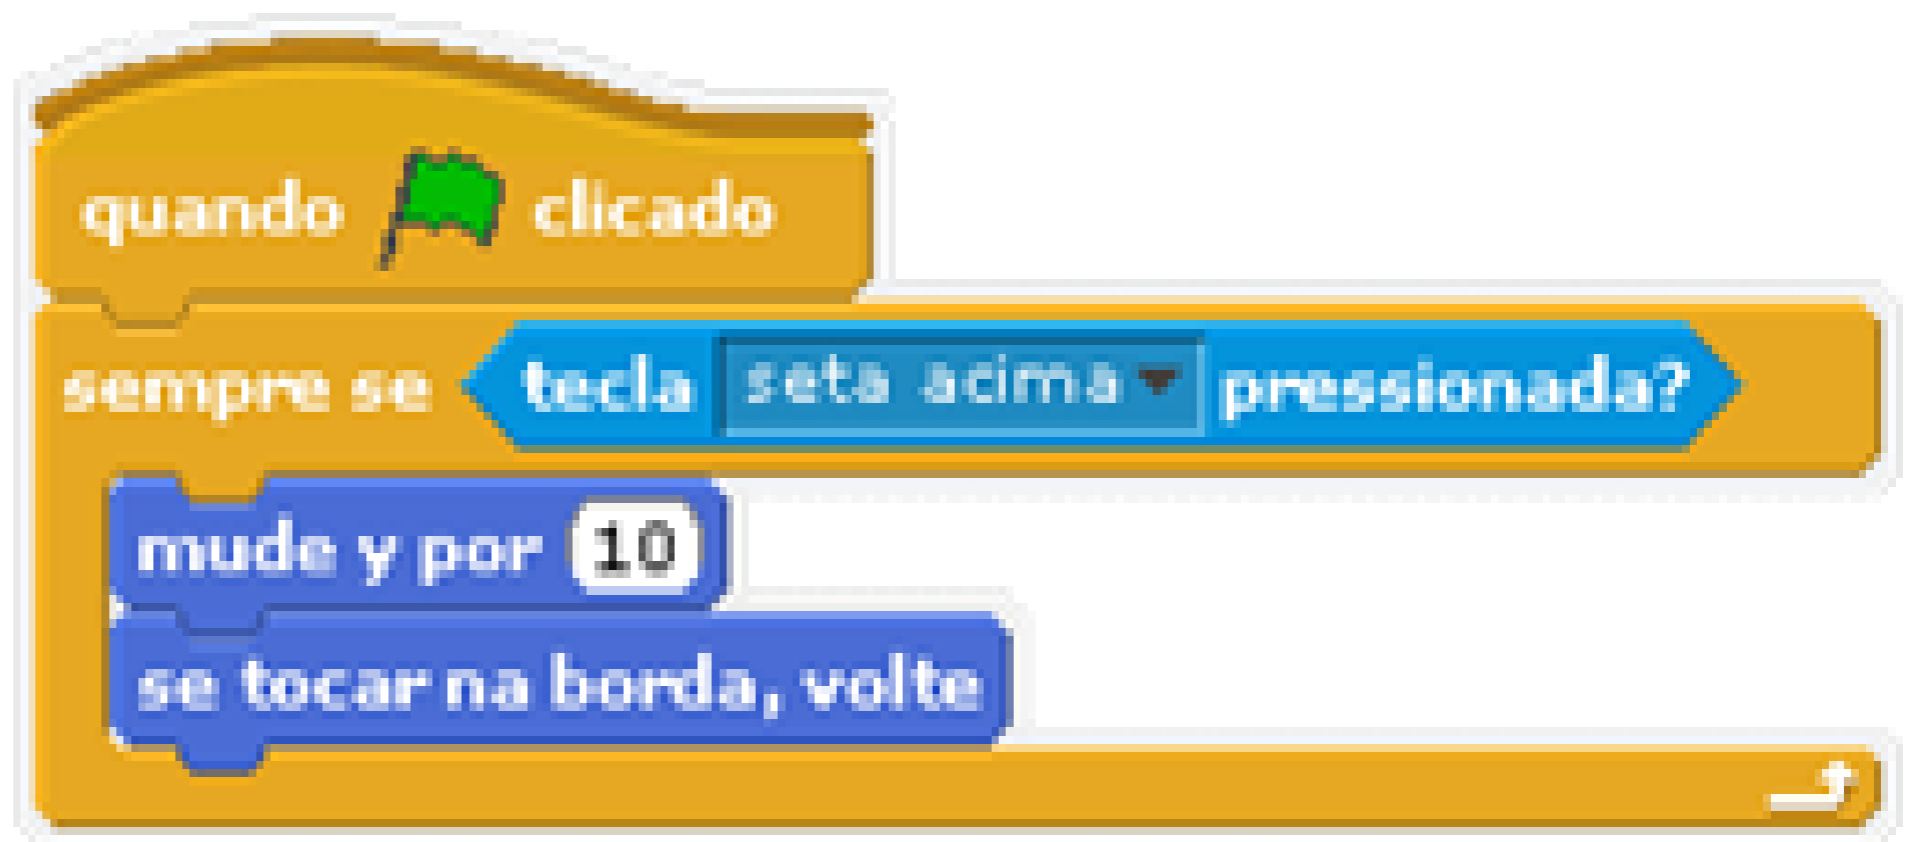 quando clicado
sempre se tecla seta acima pressionada?
mude y por 10
se tocar na borda, volte